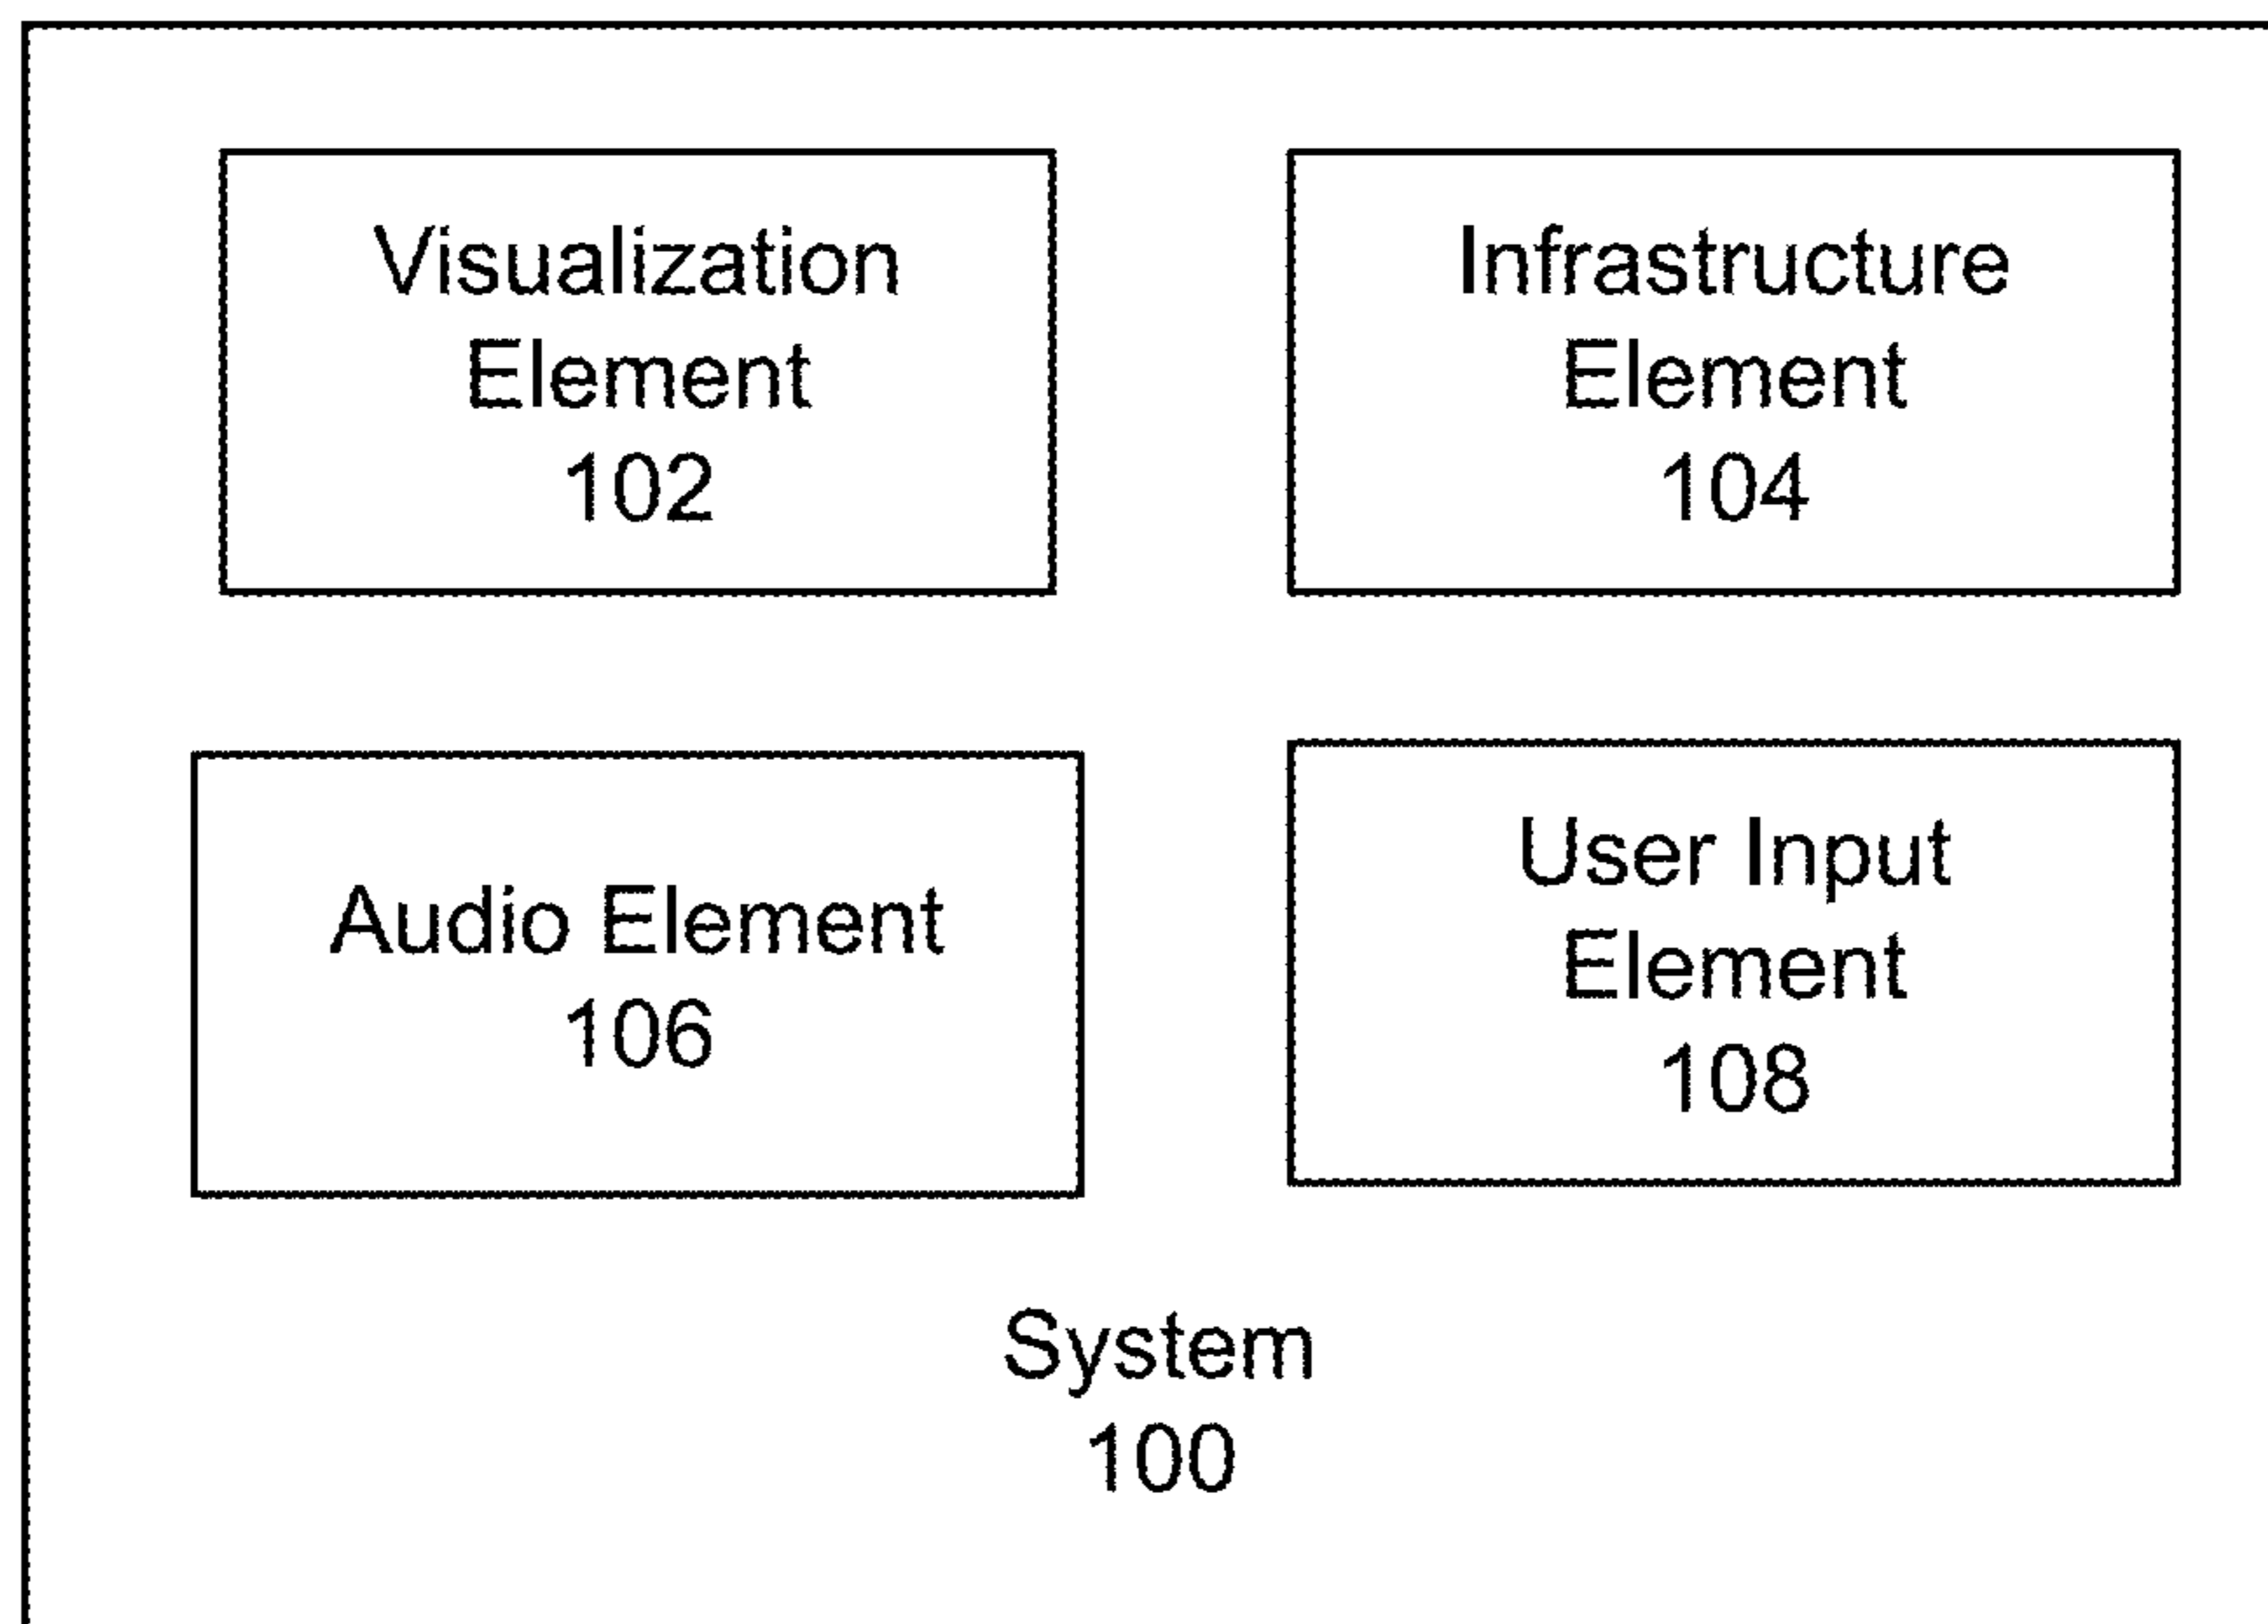 Visualization
Element
102
Infrastructure
Element
104
Audio Element
106
User Input
Element
108
System
100